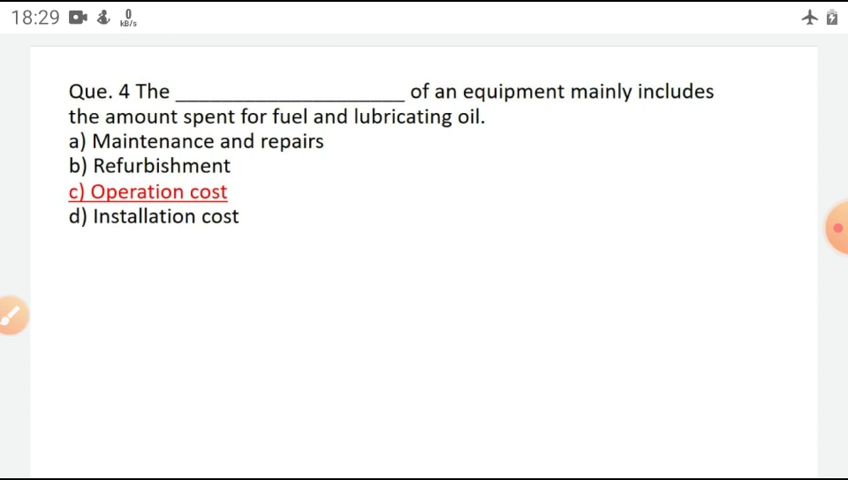 18:29
0
KB/s
Que. 4 The ____________________ of an equipment mainly includes
the amount spent for fuel and lubricating oil.
a) Maintenance and repairs
b) Refurbishment
c) Operation cost
d) Installation cost